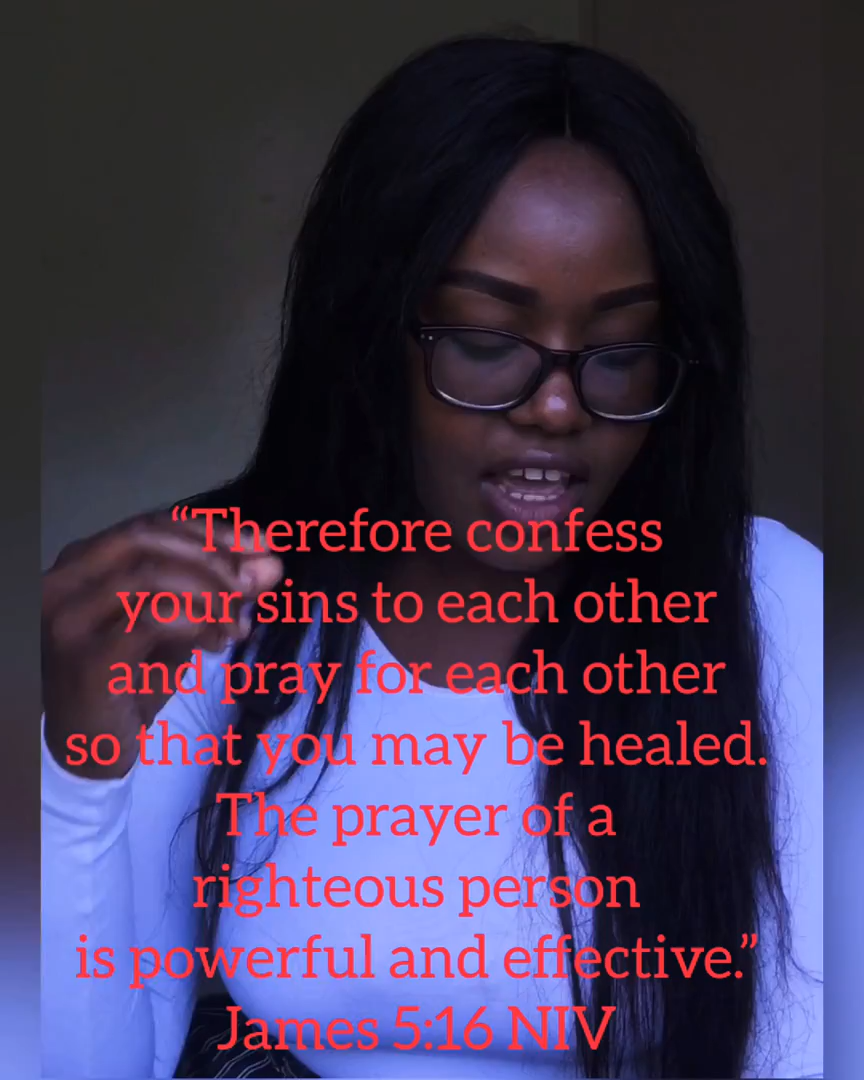 “Therefore confess
your sins to each other
and pray for each other
so that you may be healed.
The prayer of a
righteous person
is powerful and effective.”
James 5:16 NIV